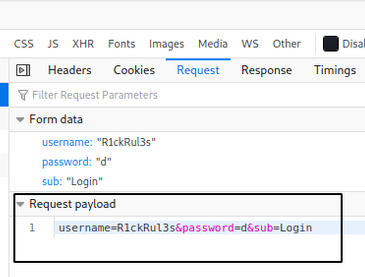 CSS JS XHR Fonts Images Media WS Other
Headers Cookies Request Response Timings
Filter Request Parameters
Form data
username: "R1ckRul3s"
password: "d"
sub: "Login"
Request payload
1 username=R1ckRul3s&password=d&sub=Login